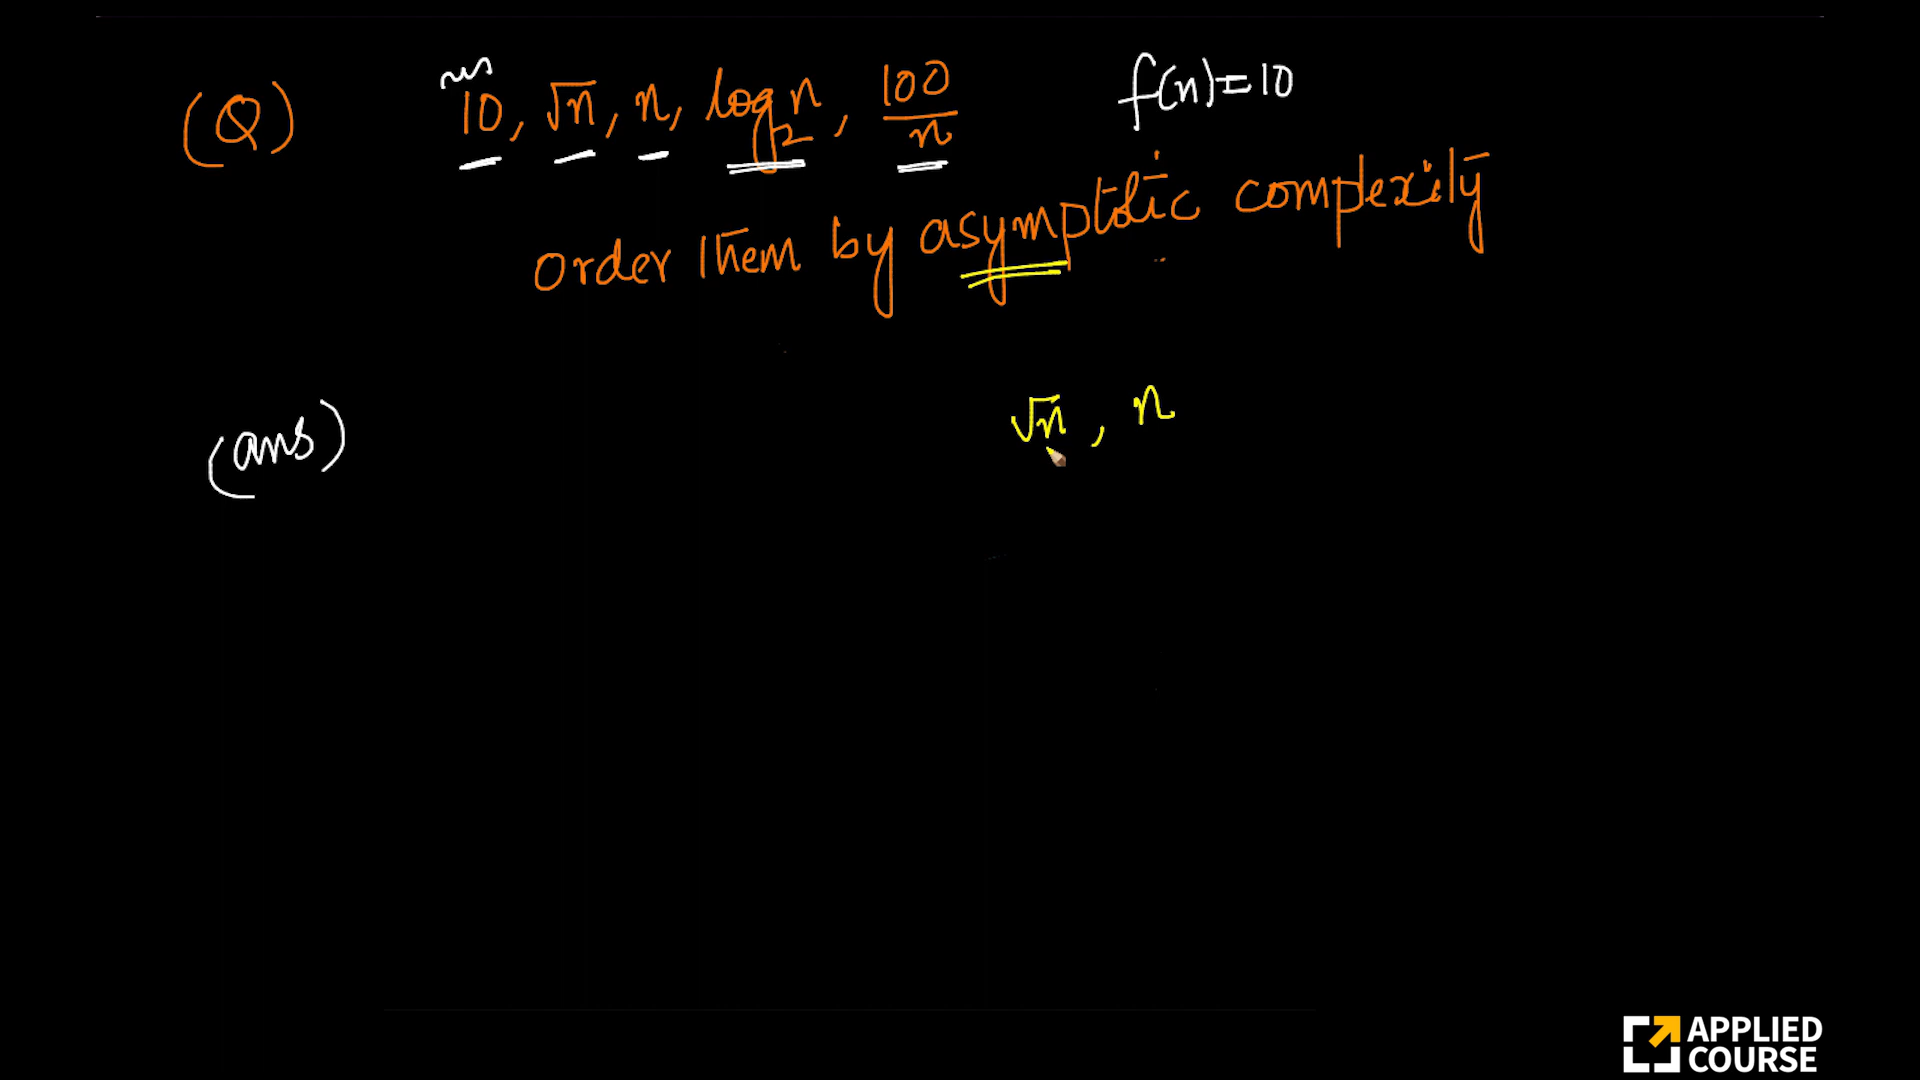 (Q) 10, √n, n, log₂n, 100/n f(n)=10
order them by asymptotic complexity
(ans) √n, n
APPLIED
COURSE